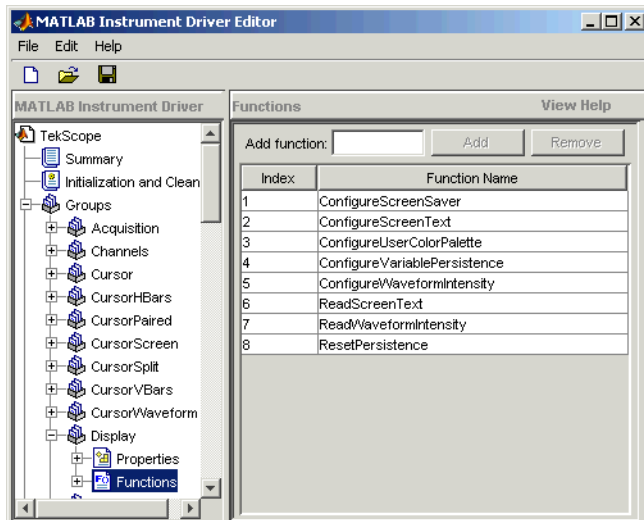 MATLAB Instrument Driver Editor
File Edit Help
MATLAB Instrument Driver
TekScope
Summary
Initialization and Clean
Groups
Acquisition
Channels
Cursor
CursorHBars
CursorPaired
CursorScreen
CursorSplit
CursorVBars
CursorWaveform
Display
Properties
Functions
Functions View Help
Add function: Add Remove
Index Function Name
1 ConfigureScreenSaver
2 ConfigureScreenText
3 ConfigureUserColorPalette
4 ConfigureVariablePersistence
5 ConfigureWaveformIntensity
6 ReadScreenText
7 ReadWaveformIntensity
8 ResetPersistence